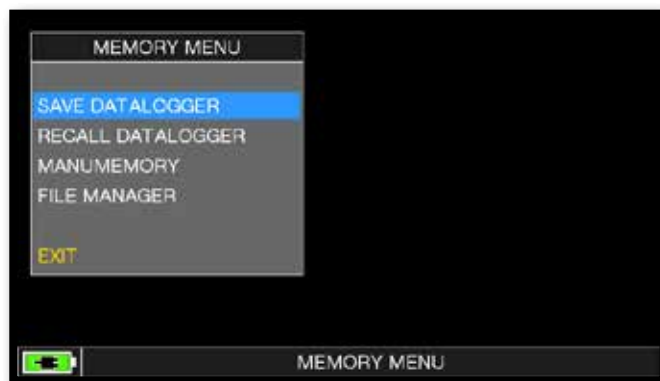 MEMORY MENU
SAVE DATALOGGER
RECALL DATALOGGER
MANUMEMORY
FILE MANAGER
EXIT
MEMORY MENU